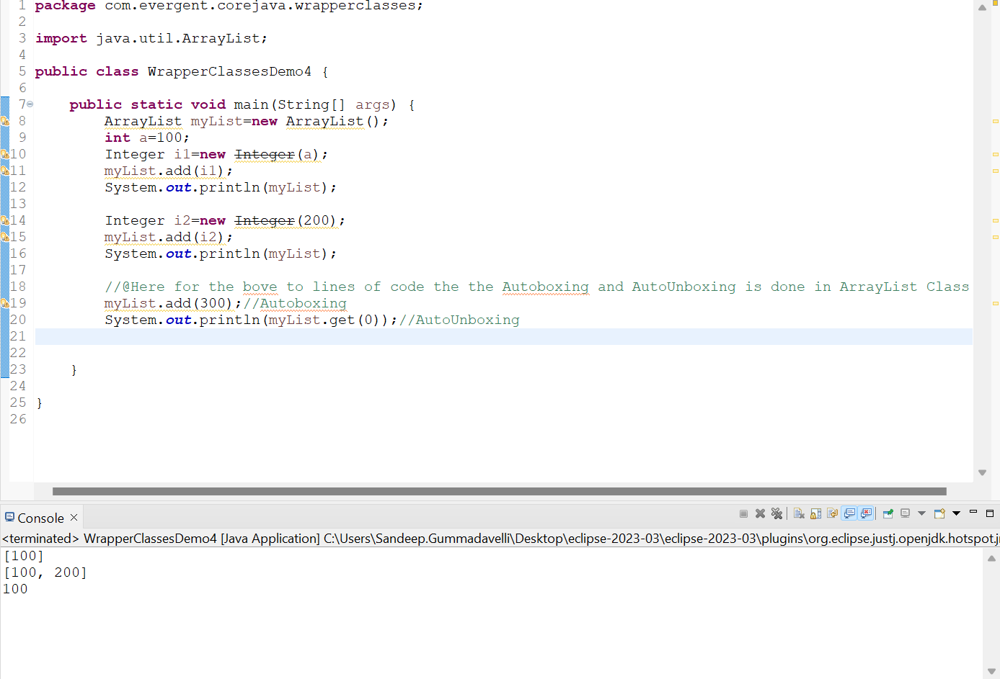 1 package com.evergent.corejava.wrapperclasses;
2
3 import java.util.ArrayList;
4
5 public class WrapperClassesDemo4 {
6
7 public static void main(String[] args) {
8 ArrayList myList=new ArrayList();
9 int a=100;
10 Integer i1=new Integer(a);
11 myList.add(i1);
12 System.out.println(myList);
13
14 Integer i2=new Integer(200);
15 myList.add(i2);
16 System.out.println(myList);
17
18 //@Here for the bove to lines of code the the Autoboxing and AutoUnboxing is done in ArrayList Class
19 myList.add(300);//Autoboxing
20 System.out.println(myList.get(0));//AutoUnboxing
21
22
23 }
24
25 }
26
Console
<terminated> WrapperClassesDemo4 [Java Application] C:\Users\Sandeep.Gummadavelli\Desktop\eclipse-2023-03\eclipse-2023-03\plugins\org.eclipse.justj.openjdk.hotspot.j
[100]
[100, 200]
100